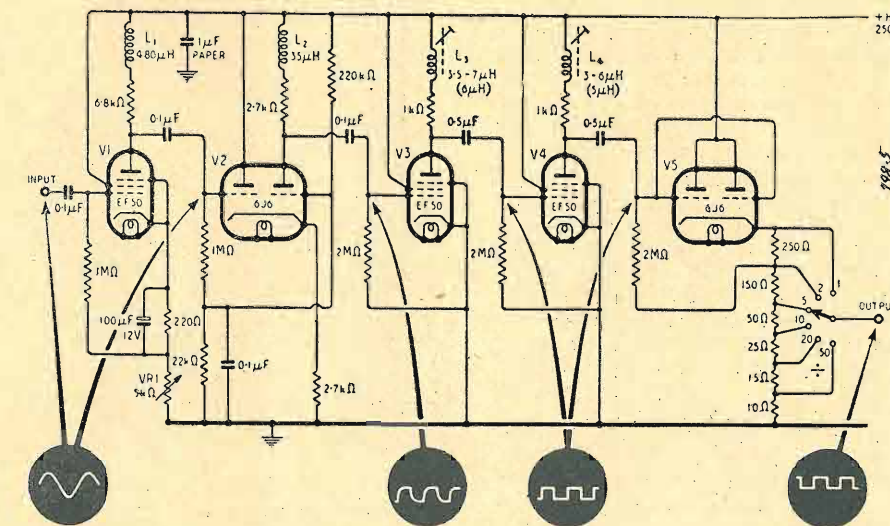 +H
250
L₁
480μH
1μF
PAPER
L₂
35μH
220kΩ
L₃
3·5-7μH
(6μH)
L₄
3-6μH
(5μH)
6·8kΩ
2·7kΩ
1kΩ
1kΩ
0·1μF
0·1μF
0·5μF
0·5μF
V1
V2
V3
V4
V5
INPUT
0·1μF
EF50
6J6
EF50
EF50
6J6
1MΩ
1MΩ
2MΩ
2MΩ
2MΩ
250Ω
150Ω
2
1
5
50Ω
10
OUTPU
25Ω
20
50
÷
15Ω
10Ω
100μF
12V
220Ω
22kΩ
0·1μF
VR1
5kΩ
2·7kΩ